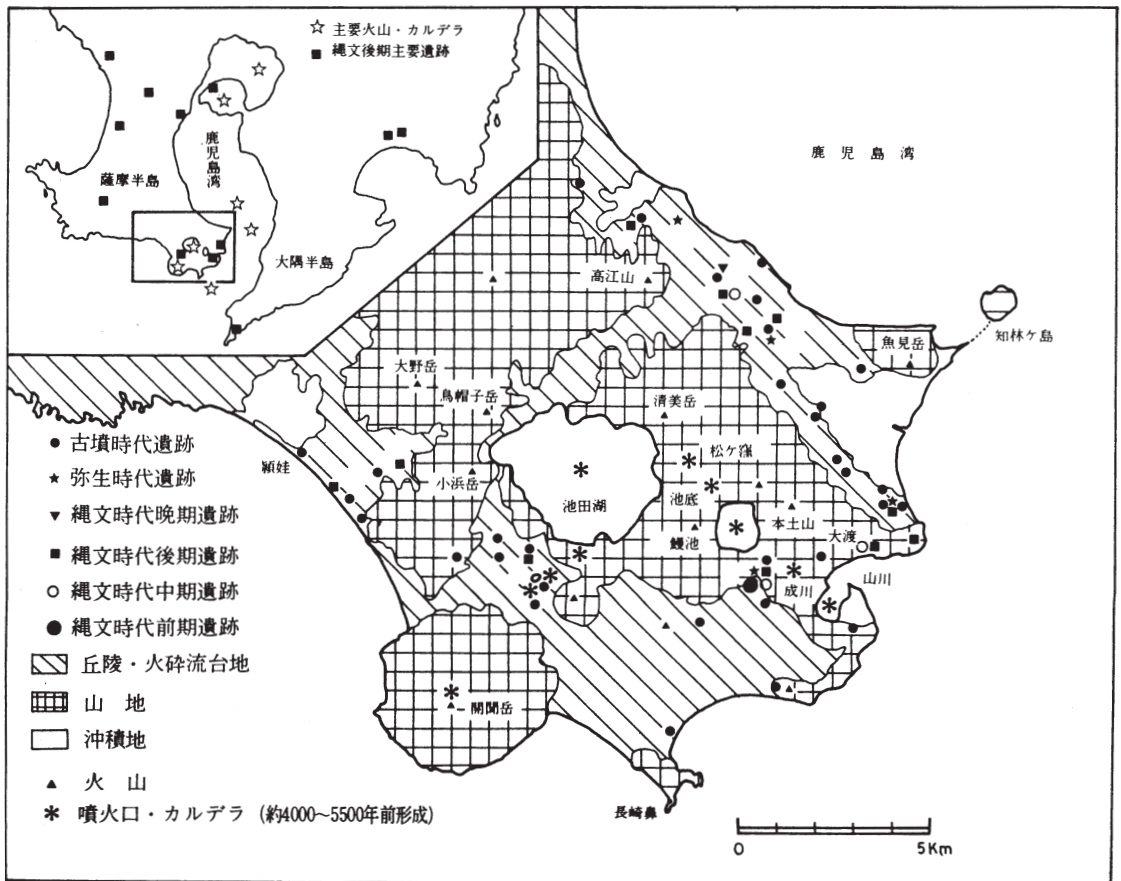 ☆ 主要火山・カルデラ
■ 縄文後期主要遺跡
鹿児島湾
薩摩半島
大隅半島
鹿児島湾
高江山
知林ケ島
魚見岳
大野岳
烏帽子岳
清美岳
松ケ窪
頴娃
小浜岳
池田湖
池底
鰻池
本土山
大渡
山川
成川
開聞岳
長崎鼻
● 古墳時代遺跡
★ 弥生時代遺跡
▼ 縄文時代晩期遺跡
■ 縄文時代後期遺跡
○ 縄文時代中期遺跡
● 縄文時代前期遺跡
丘陵・火砕流台地
山 地
沖積地
▲ 火 山
* 噴火口・カルデラ (約4000〜5500年前形成)
0 5Km